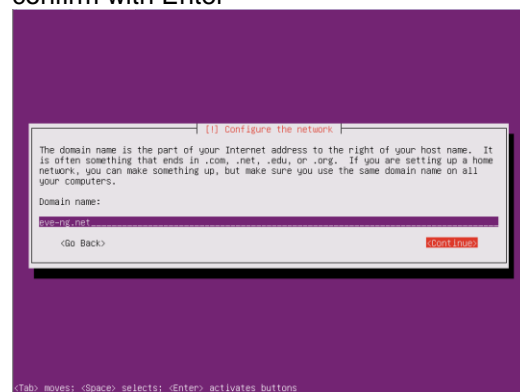 confirm with Enter
[!] Configure the network
The domain name is the part of your Internet address to the right of your host name.  It
is often something that ends in .com, .net, .edu, or .org.  If you are setting up a home
network, you can make something up, but make sure you use the same domain name on all
your computers.
Domain name:
eve-ng.net
<Go Back> <Continue>
<Tab> moves; <Space> selects; <Enter> activates buttons